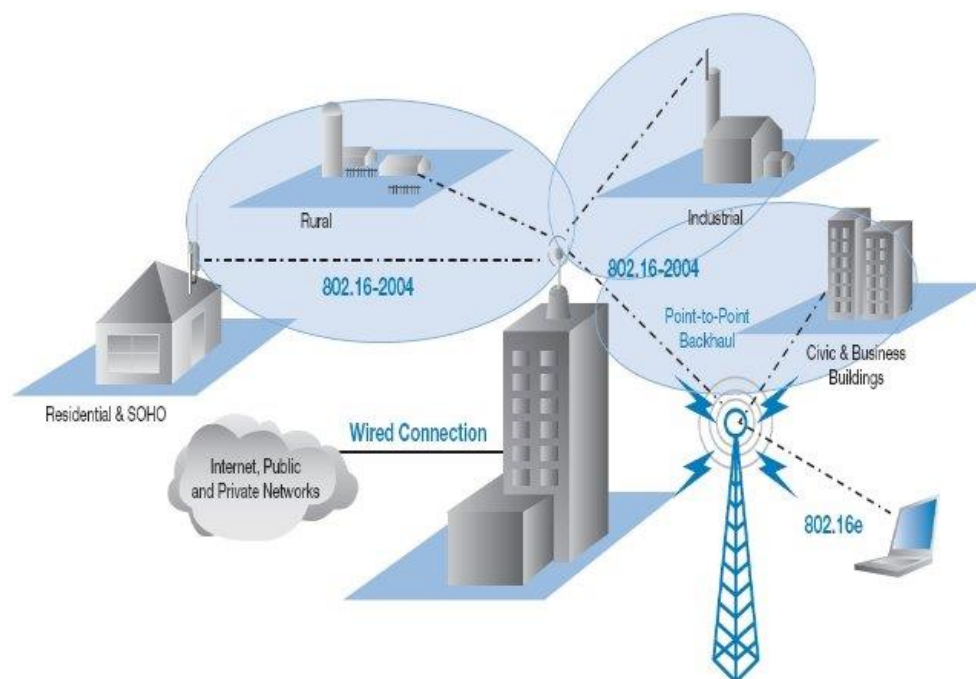 Rural
Industrial
802.16-2004
802.16-2004
Point-to-Point
Backhaul
Civic & Business
Buildings
Residential & SOHO
Wired Connection
Internet, Public
and Private Networks
802.16e